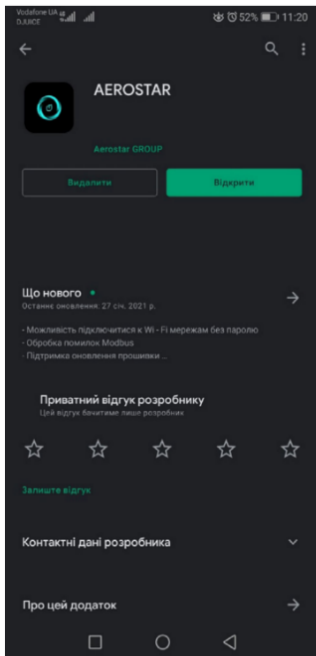 Vodafone UA
DJUICE
52% 11:20
AEROSTAR
Aerostar GROUP
Видалити
Відкрити
Що нового
Останнє оновлення: 27 січ. 2021 р.
- Можливість підключитися к Wi - Fi мережам без паролю
- Обробка помилок Modbus
- Підтримка оновлення прошивки ...
Приватний відгук розробнику
Цей відгук бачитиме лише розробник
Залиште відгук
Контактні дані розробника
Про цей додаток